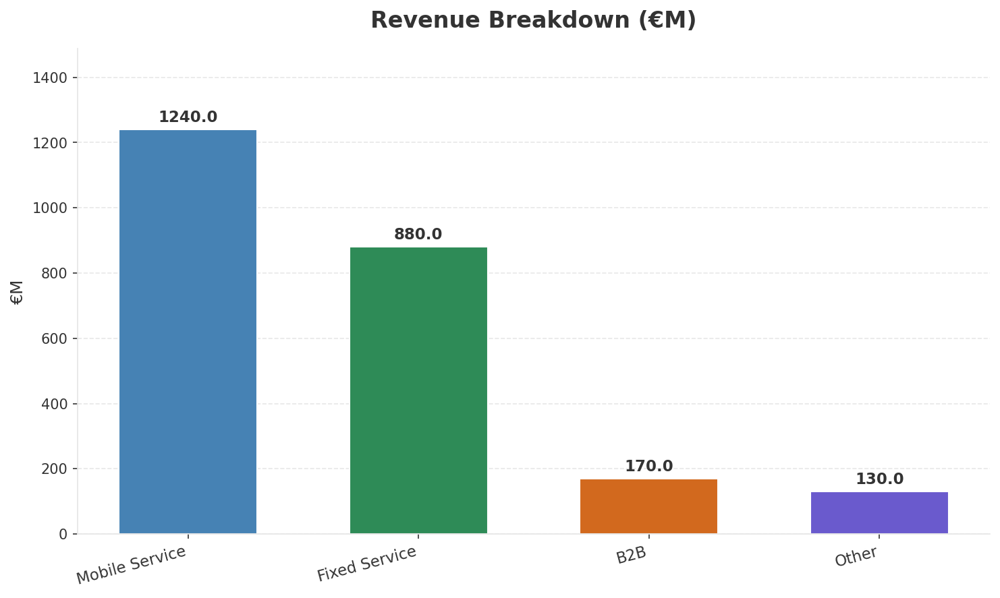 Revenue Breakdown (€M)
€M
1400
1200
1000
800
600
400
200
0
1240.0
880.0
170.0
130.0
Mobile Service
Fixed Service
B2B
Other